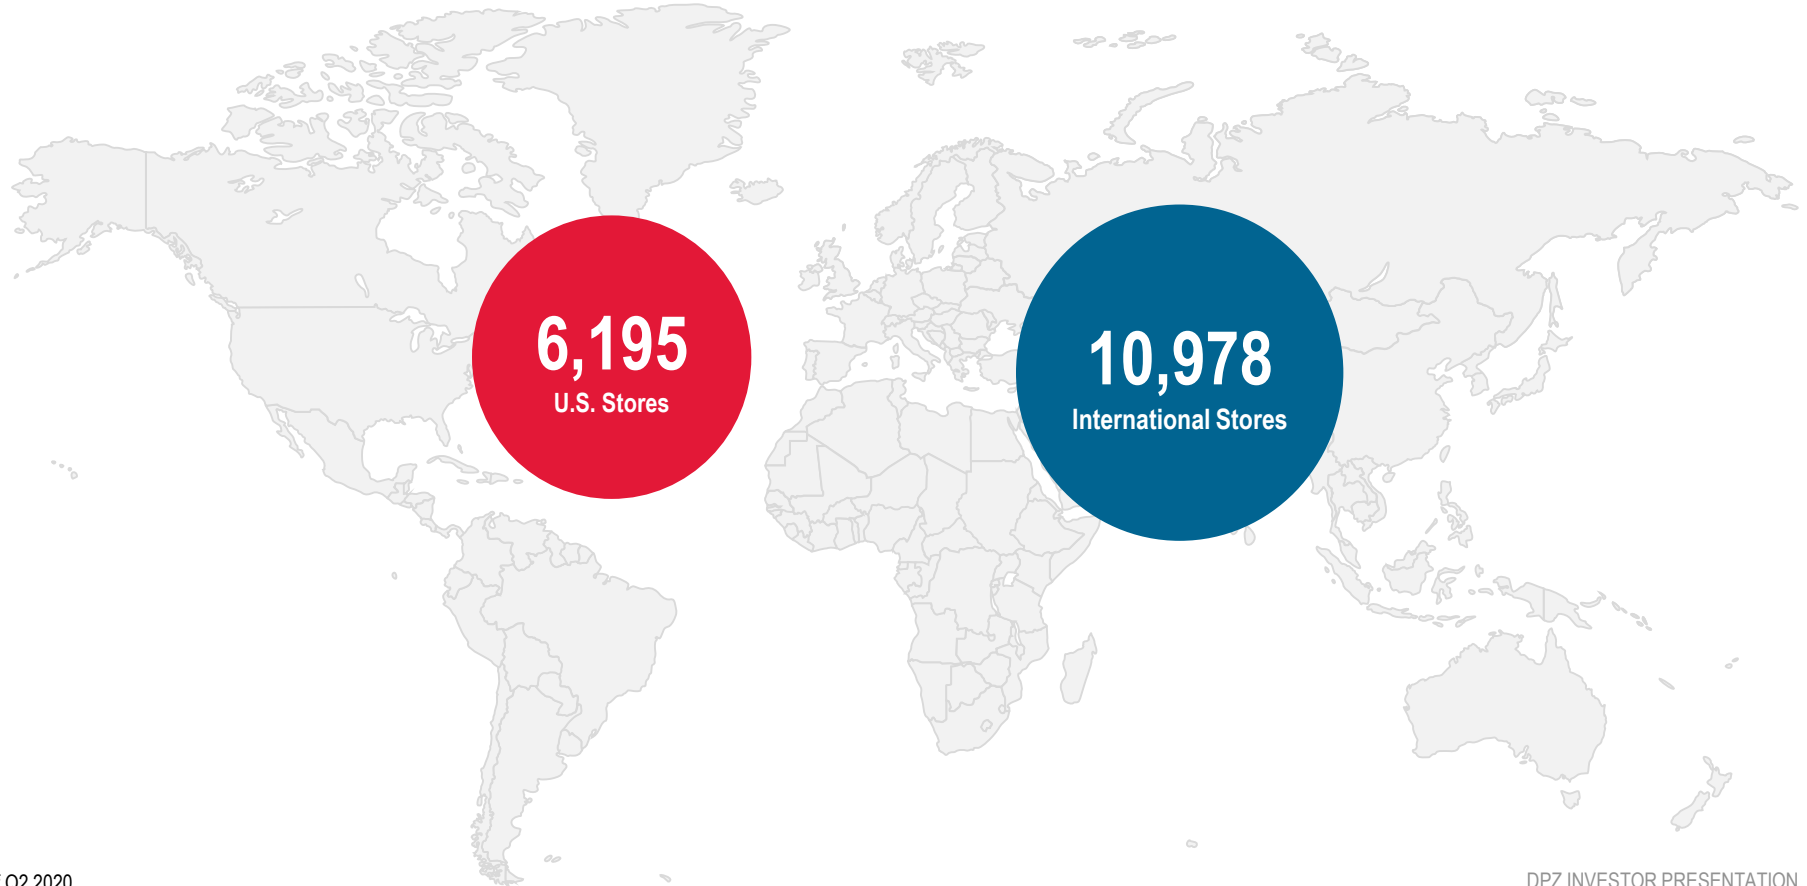 6,195
U.S. Stores
10,978
International Stores
Q2 2020
DPZ INVESTOR PRESENTATION